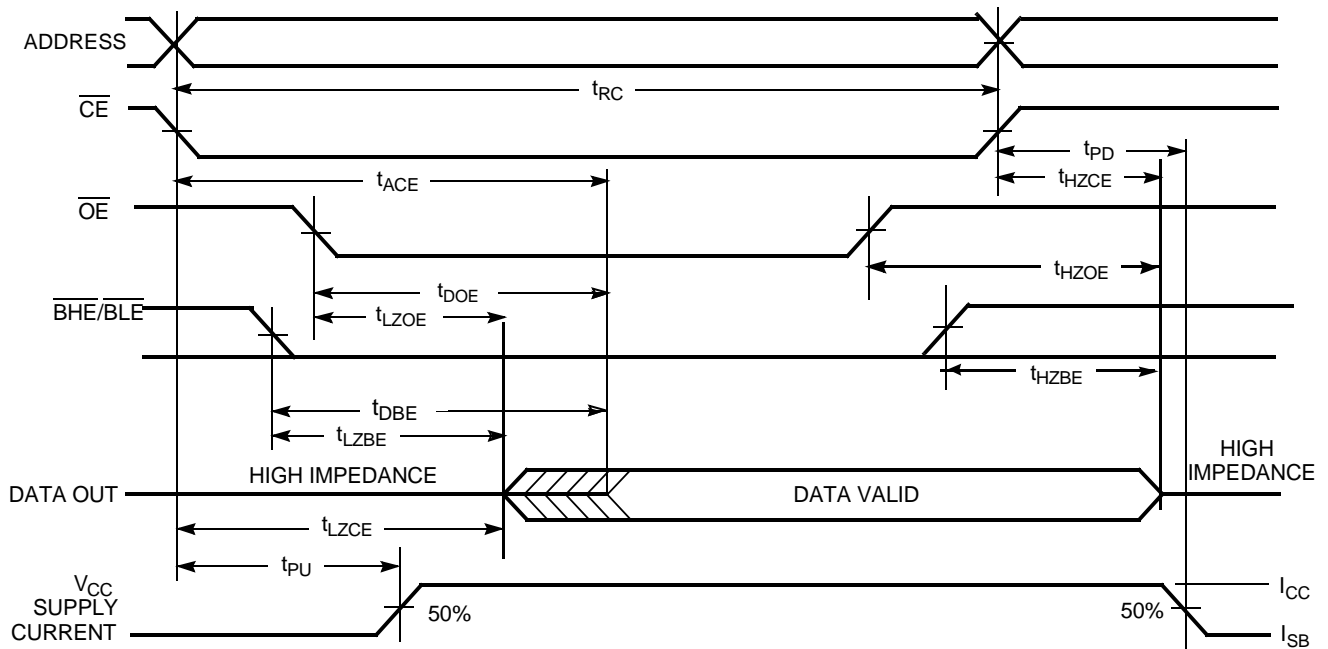 ADDRESS
tRC
CE
tPD
tACE
tHZCE
OE
tHZOE
tDOE
BHE/BLE
tLZOE
tHZBE
tDBE
tLZBE
HIGH IMPEDANCE
HIGH
IMPEDANCE
DATA OUT
DATA VALID
tLZCE
tPU
VCC
SUPPLY
CURRENT
50%
50%
ICC
ISB